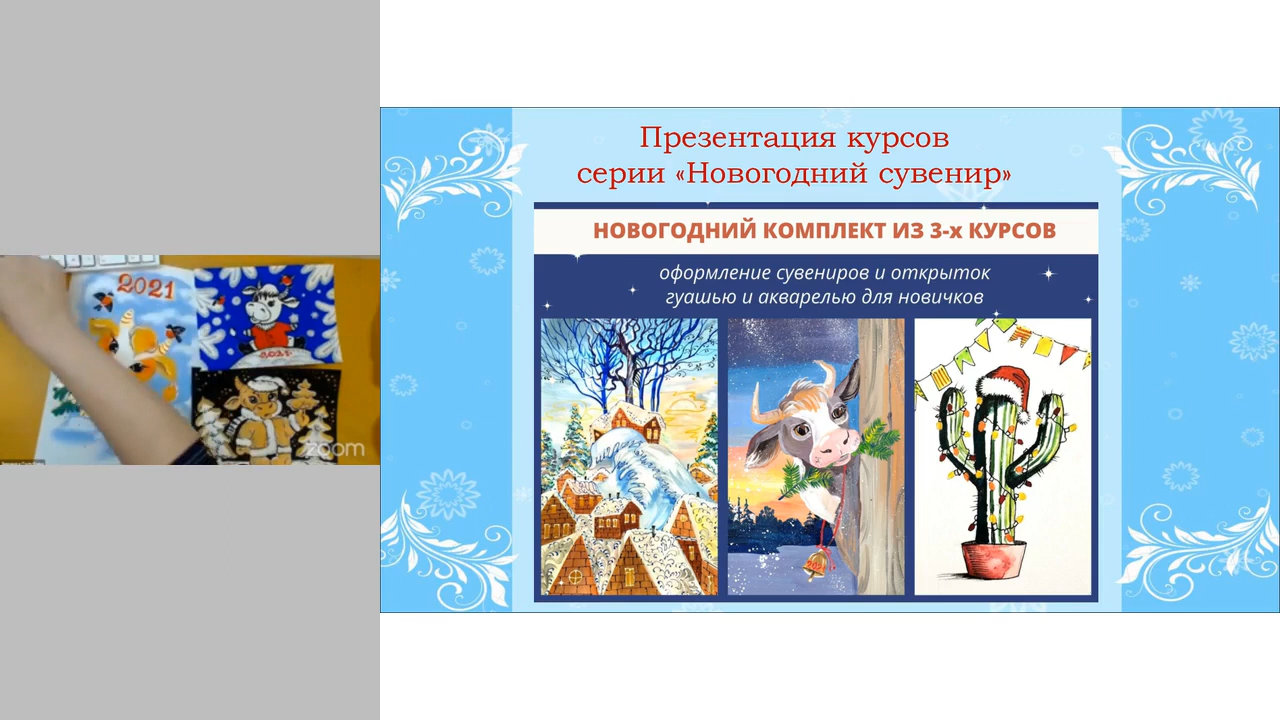 Презентация курсов
серии «Новогодний сувенир»
НОВОГОДНИЙ КОМПЛЕКТ ИЗ 3-х КУРСОВ
оформление сувениров и открыток
гуашью и акварелью для новичков
2021
2021
zoom